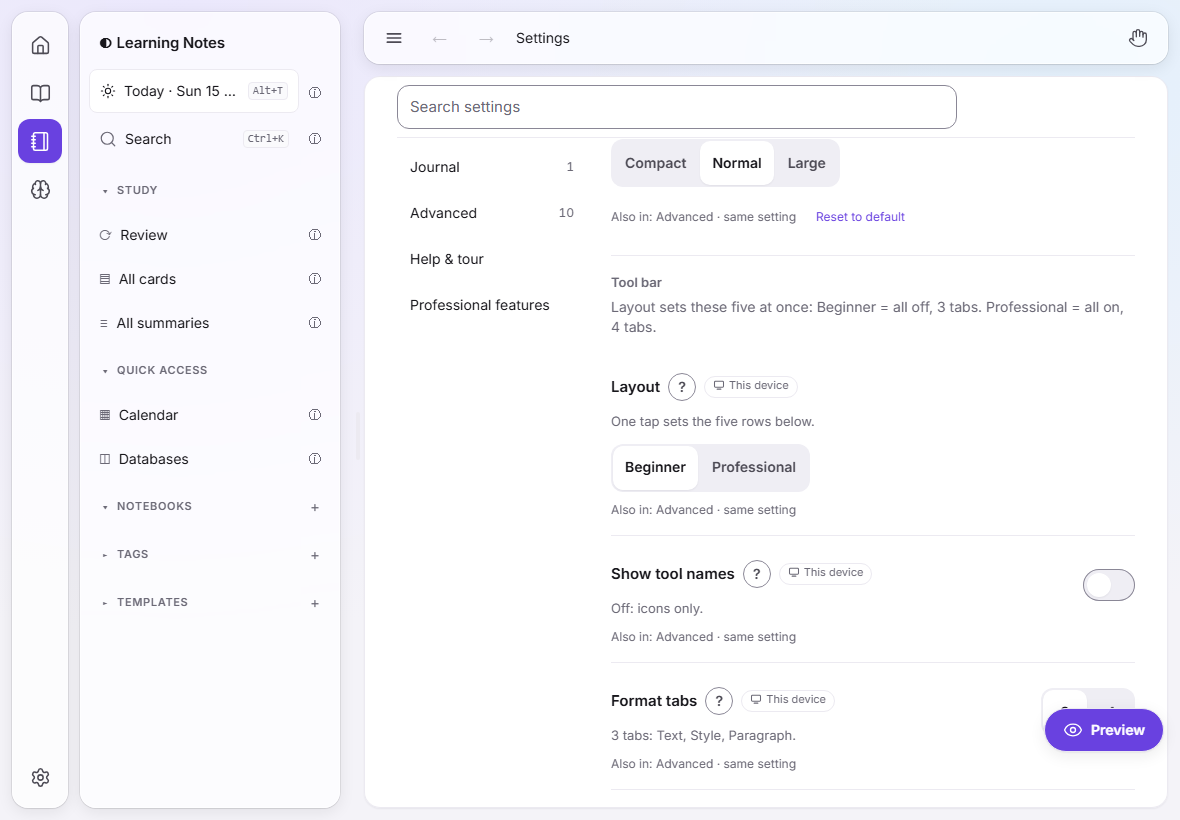 Learning Notes
Today · Sun 15 ... Alt+T
Search Ctrl+K
STUDY
Review
All cards
All summaries
QUICK ACCESS
Calendar
Databases
NOTEBOOKS +
TAGS +
TEMPLATES +
← → Settings
Search settings
Journal 1
Advanced 10
Help & tour
Professional features
Compact Normal Large
Also in: Advanced · same setting Reset to default
Tool bar
Layout sets these five at once: Beginner = all off, 3 tabs. Professional = all on,
4 tabs.
Layout ? This device
One tap sets the five rows below.
Beginner Professional
Also in: Advanced · same setting
Show tool names ? This device
Off: icons only.
Also in: Advanced · same setting
Format tabs ? This device
3 tabs: Text, Style, Paragraph.
Also in: Advanced · same setting
Preview